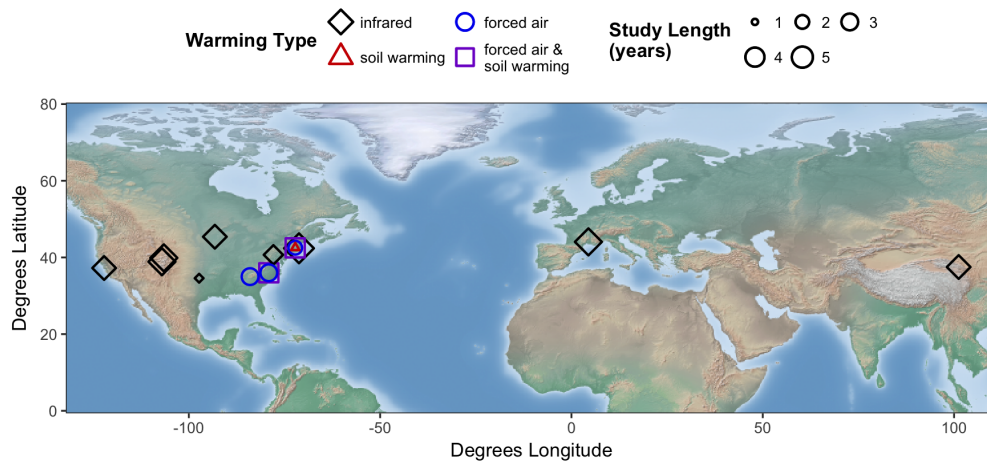 Warming Type
infrared
forced air
soil warming
forced air &
soil warming
Study Length
(years)
1
2
3
4
5
Degrees Latitude
80
60
40
20
0
-100
-50
0
50
100
Degrees Longitude